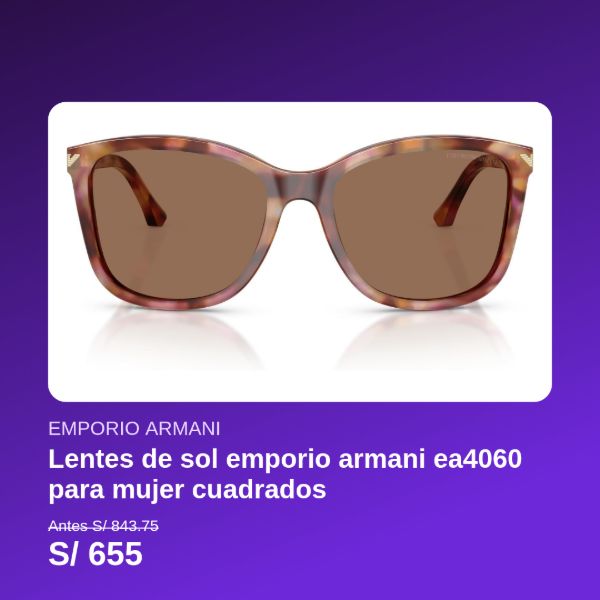 EMPORIO ARMANI
Lentes de sol emporio armani ea4060
para mujer cuadrados
Antes S/ 843.75
S/ 655